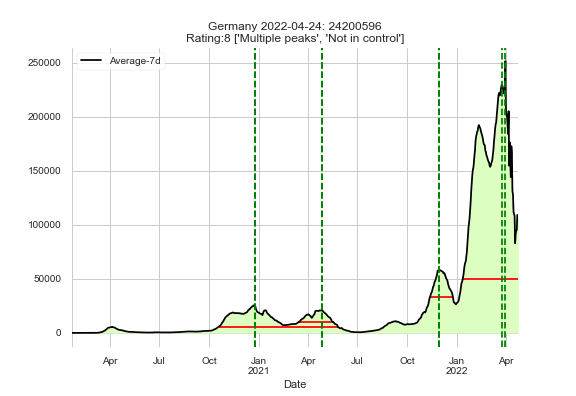 Germany 2022-04-24: 24200596
Rating:8 ['Multiple peaks', 'Not in control']
Average-7d
250000
200000
150000
100000
50000
0
Apr Jul Oct Jan Apr Jul Oct Jan Apr
2021 2022
Date